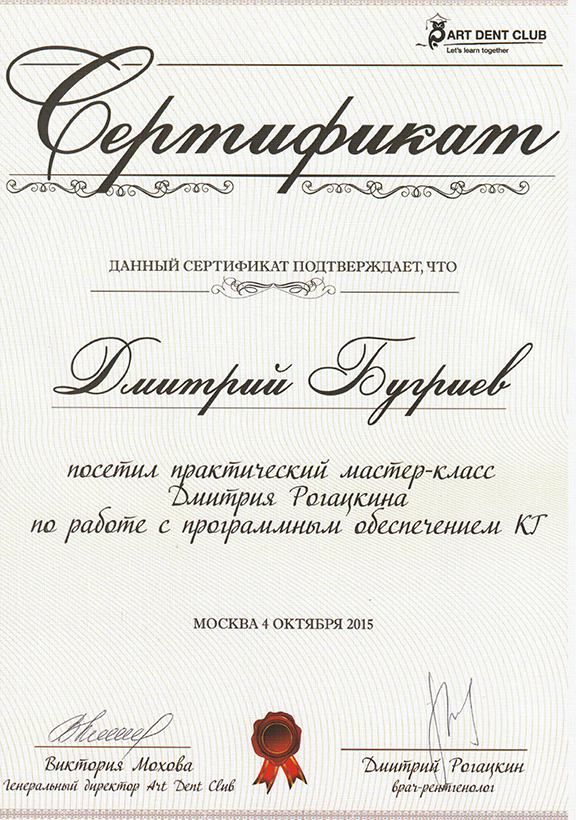 ART DENT CLUB
Let's learn together
Сертификат
ДАННЫЙ СЕРТИФИКАТ ПОДТВЕРЖДАЕТ, ЧТО
Дмитрий Бугриев
посетил практический мастер-класс
Дмитрия Рогацкина
по работе с программным обеспечением КТ
МОСКВА 4 ОКТЯБРЯ 2015
Виктория Мохова
Генеральный директор Art Dent Club
Дмитрий Рогацкин
врач-рентгенолог